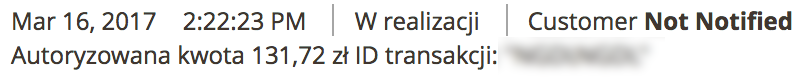 Mar 16, 2017 2:22:23 PM | W realizacji | Customer Not Notified
Autoryzowana kwota 131,72 zł ID transakcji: